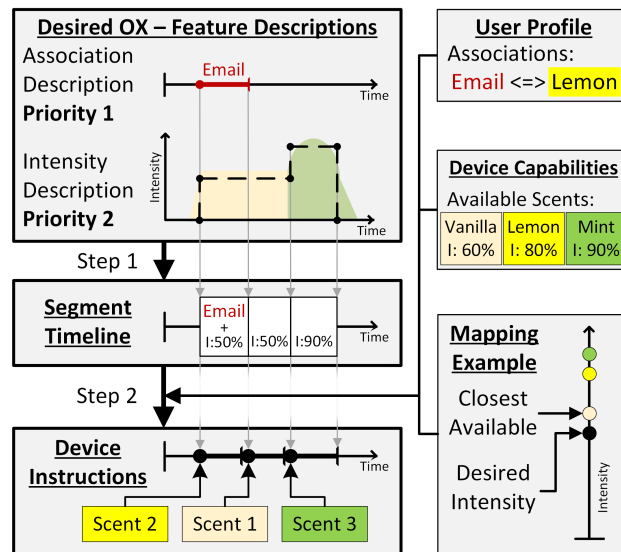 Desired OX – Feature Descriptions
Association
Description
Priority 1
Email
Time
Intensity
Description
Priority 2
Intensity
Time
Step 1
Segment
Timeline
Email
+
I:50%
I:50%
I:90%
Time
Step 2
Device
Instructions
Time
Scent 2
Scent 1
Scent 3
User Profile
Associations:
Email <=> Lemon
Device Capabilities
Available Scents:
Vanilla Lemon Mint
I: 60% I: 80% I: 90%
Mapping
Example
Closest
Available
Desired
Intensity
Intensity